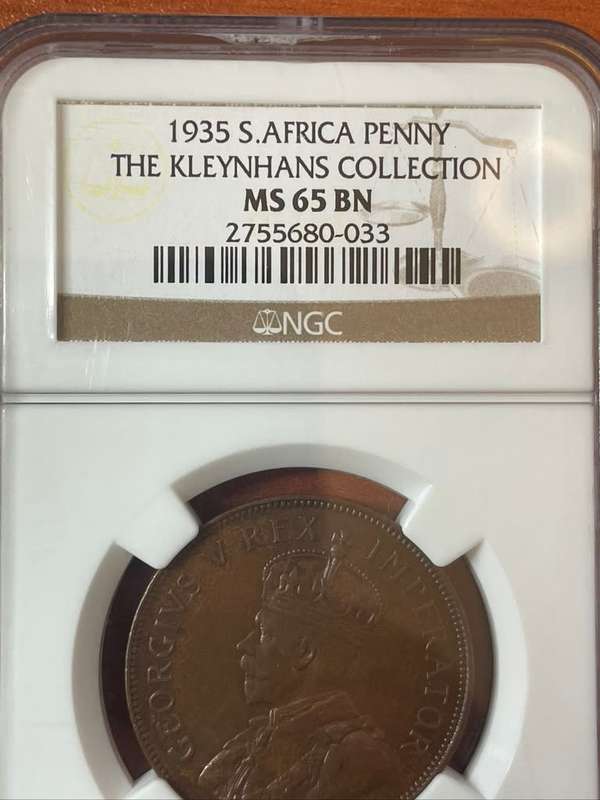 1935 S.AFRICA PENNY
THE KLEYNHANS COLLECTION
MS 65 BN
2755680-033
NGC
GEORGIVS V REX IMPERATOR